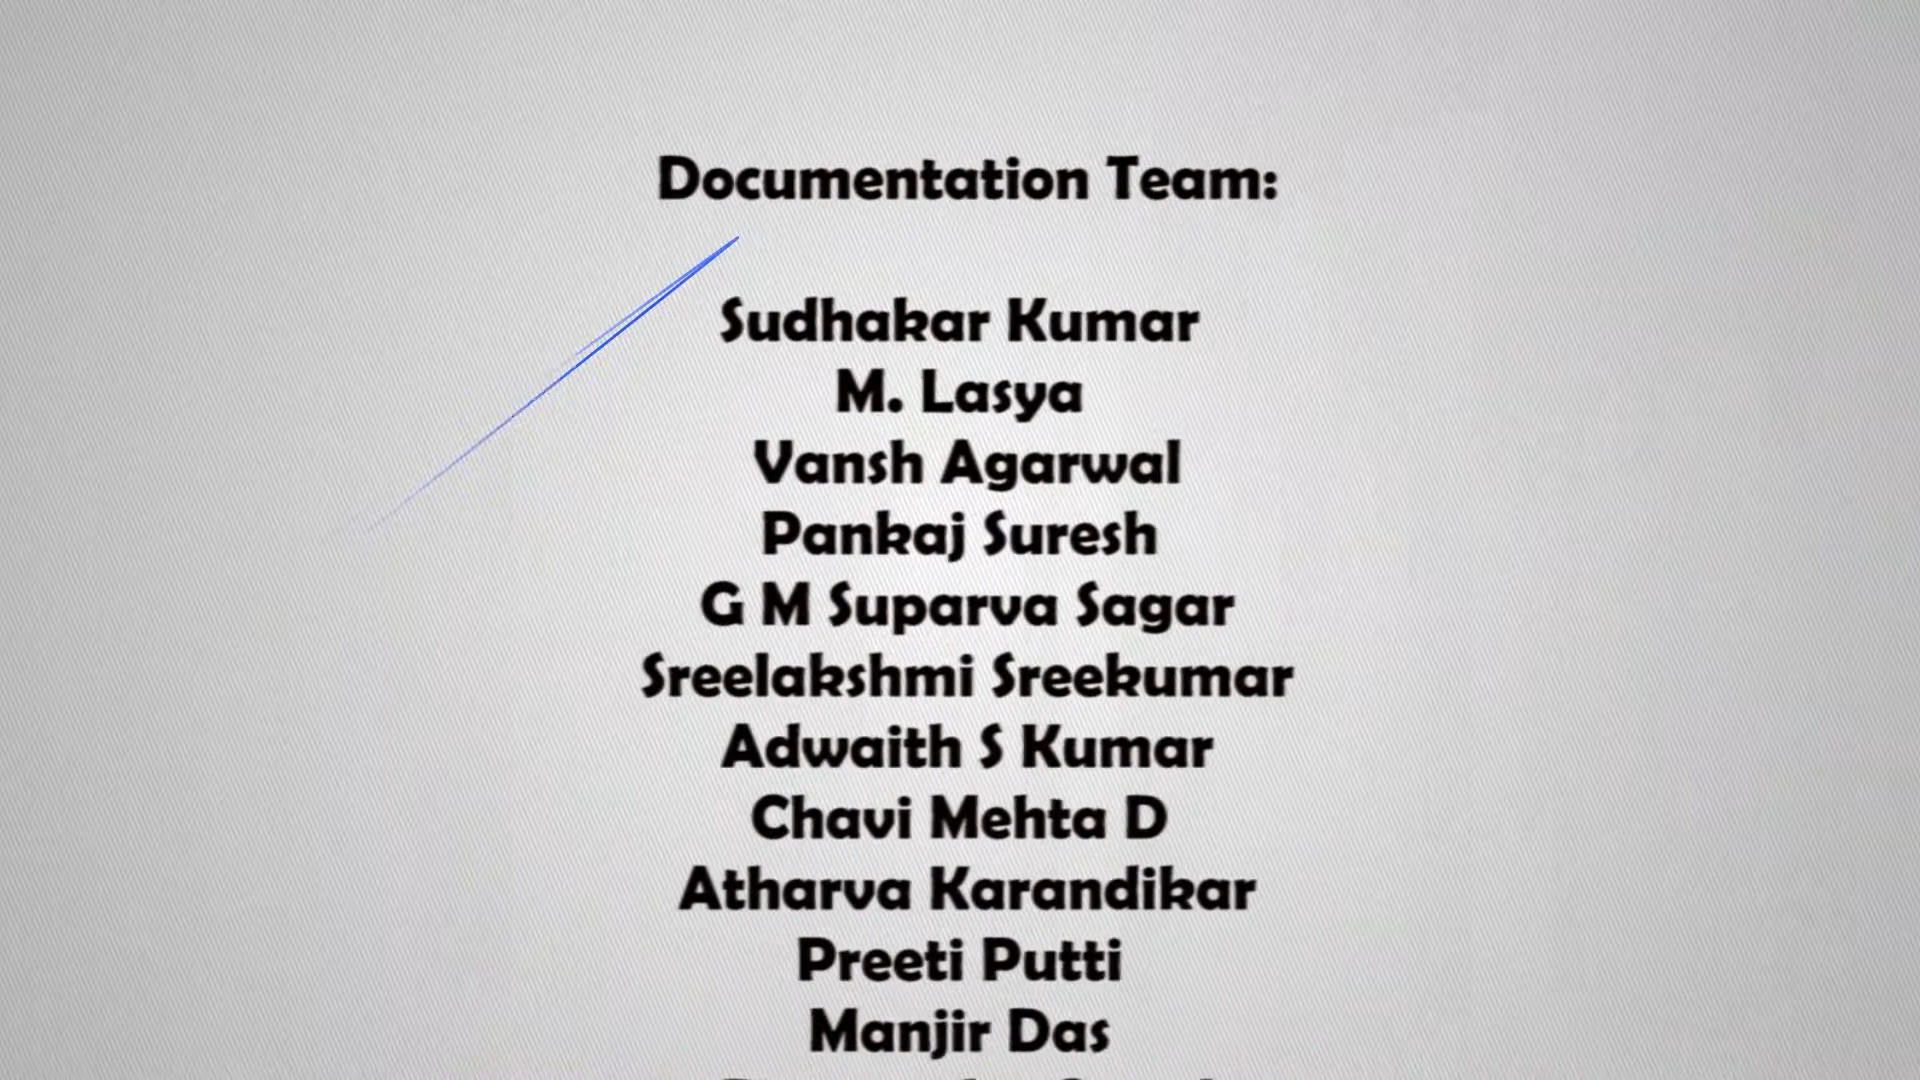 Documentation Team:
Sudhakar Kumar
M. Lasya
Vansh Agarwal
Pankaj Suresh
G M Suparva Sagar
Sreelakshmi Sreekumar
Adwaith S Kumar
Chavi Mehta D
Atharva Karandikar
Preeti Putti
Manjir Das